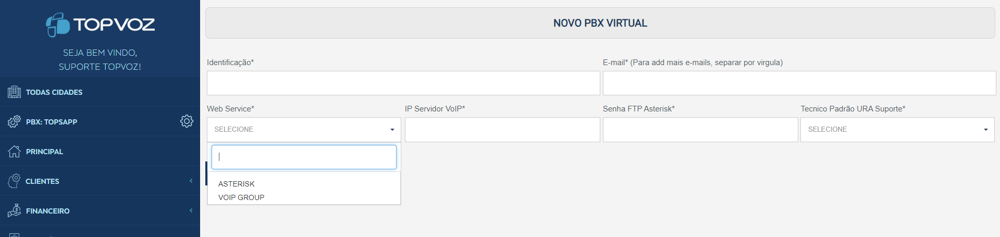 TOPVOZ
SEJA BEM VINDO,
SUPORTE TOPVOZ!
TODAS CIDADES
PBX: TOPSAPP
PRINCIPAL
CLIENTES
FINANCEIRO
NOVO PBX VIRTUAL
Identificação*
E-mail* (Para add mais e-mails, separar por virgula)
Web Service*
IP Servidor VoIP*
Senha FTP Asterisk*
Tecnico Padrão URA Suporte*
SELECIONE
SELECIONE
ASTERISK
VOIP GROUP